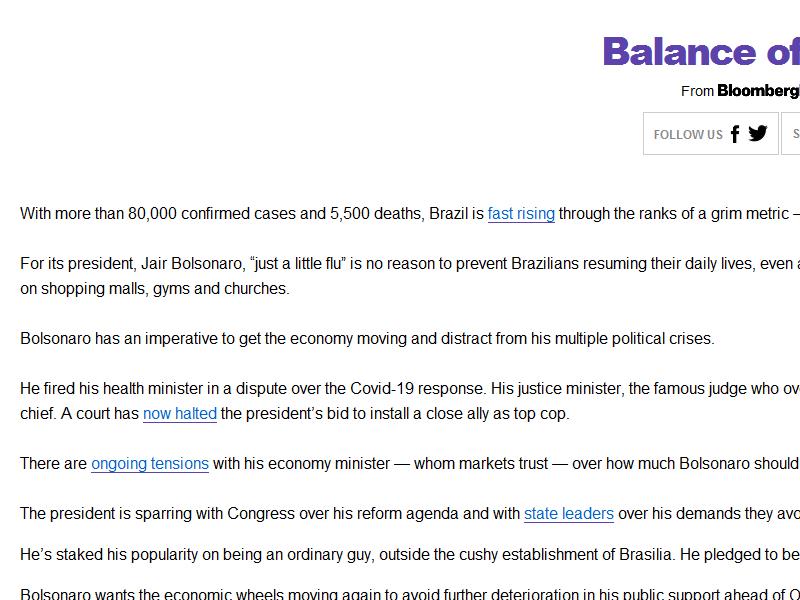 Balance of
From Bloomberg
FOLLOW US
With more than 80,000 confirmed cases and 5,500 deaths, Brazil is fast rising through the ranks of a grim metric –
For its president, Jair Bolsonaro, “just a little flu” is no reason to prevent Brazilians resuming their daily lives, even
on shopping malls, gyms and churches.
Bolsonaro has an imperative to get the economy moving and distract from his multiple political crises.
He fired his health minister in a dispute over the Covid-19 response. His justice minister, the famous judge who
chief. A court has now halted the president’s bid to install a close ally as top cop.
There are ongoing tensions with his economy minister — whom markets trust — over how much Bolsonaro should
The president is sparring with Congress over his reform agenda and with state leaders over his demands they
He’s staked his popularity on being an ordinary guy, outside the cushy establishment of Brasilia. He pledged to be
Bolsonaro wants the economic wheels moving again to avoid further deterioration in his public support ahead of